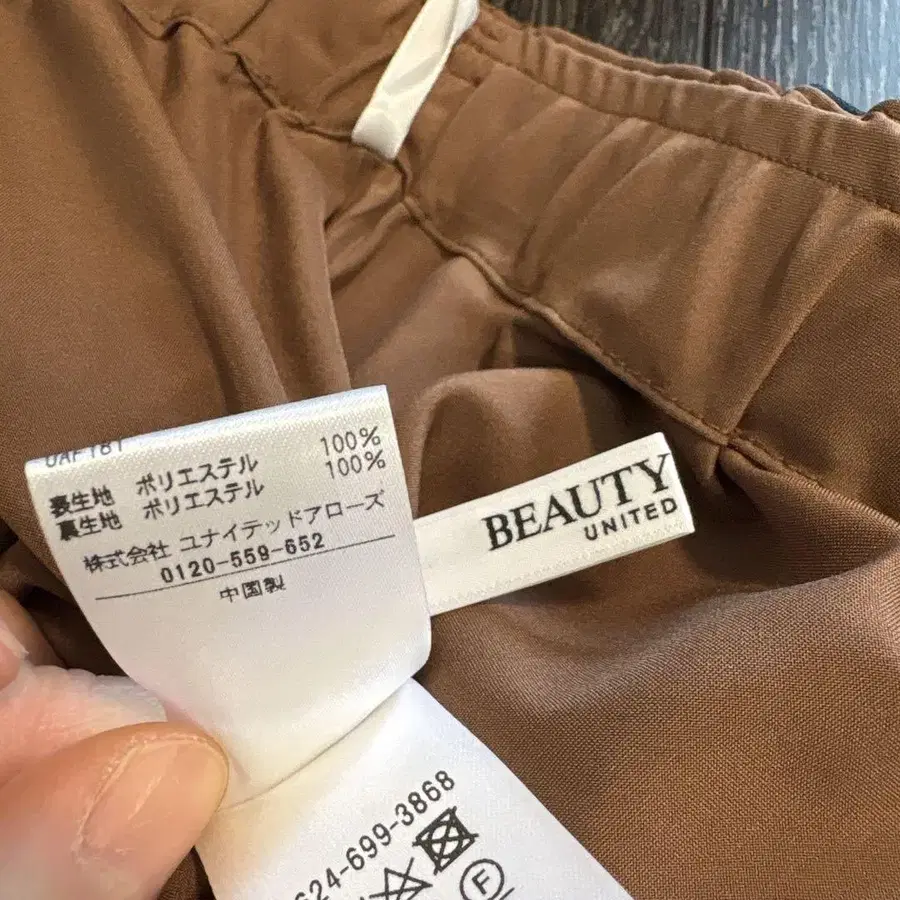 UAF181
表生地 ポリエステル 100%
裏生地 ポリエステル 100%
株式会社 ユナイテッドアローズ
0120-559-652
中国製
BEAUTY
UNITED
624-699-3868
F